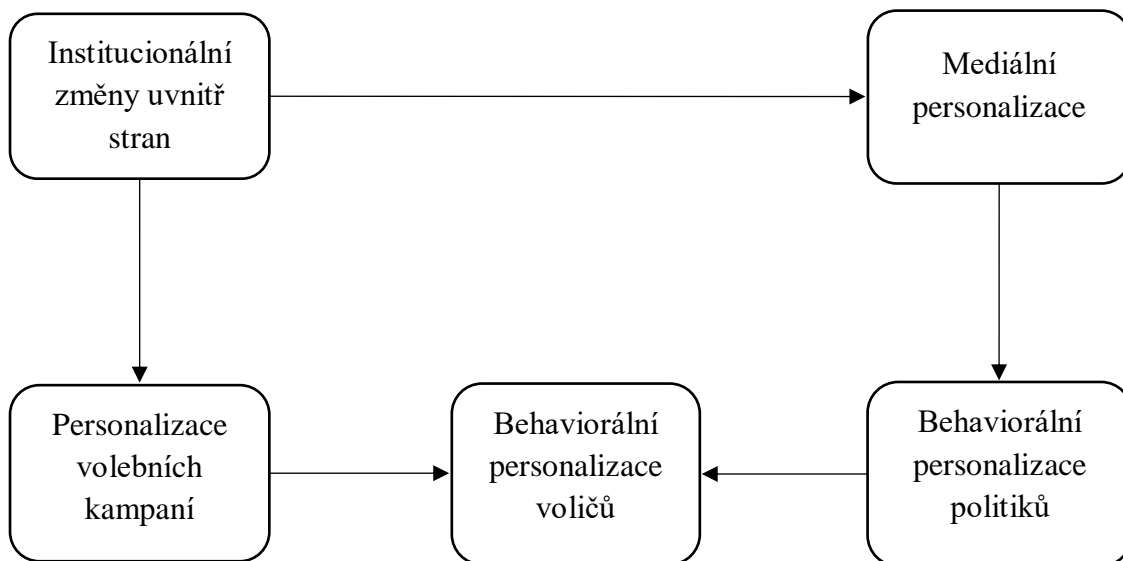 Institucionální
změny uvnitř
stran
Mediální
personalizace
Personalizace
volebních
kampaní
Behaviorální
personalizace
voličů
Behaviorální
personalizace
politiků